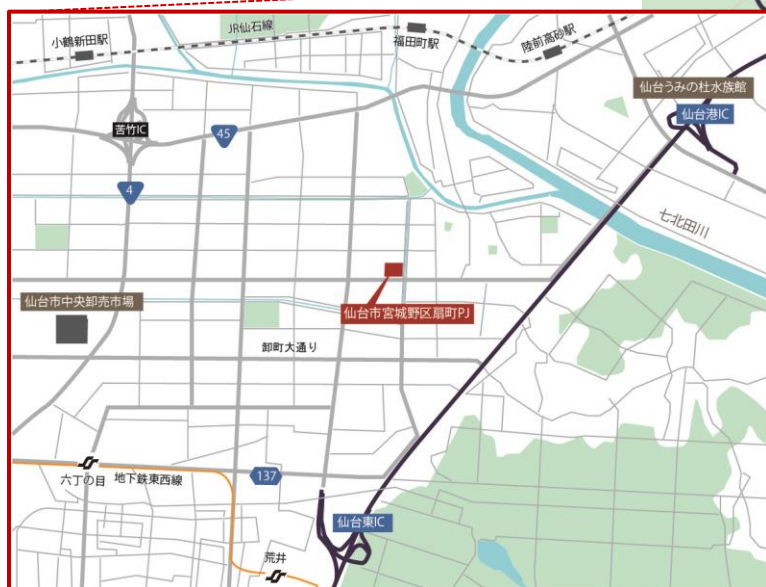 JR仙石線
小鶴新田駅
福田町駅
陸前高砂駅
仙台うみの杜水族館
仙台港IC
苦竹IC
45
4
七北田川
仙台市中央卸売市場
仙台市宮城野区扇町PJ
卸町大通り
六丁の目
地下鉄東西線
137
仙台東IC
荒井